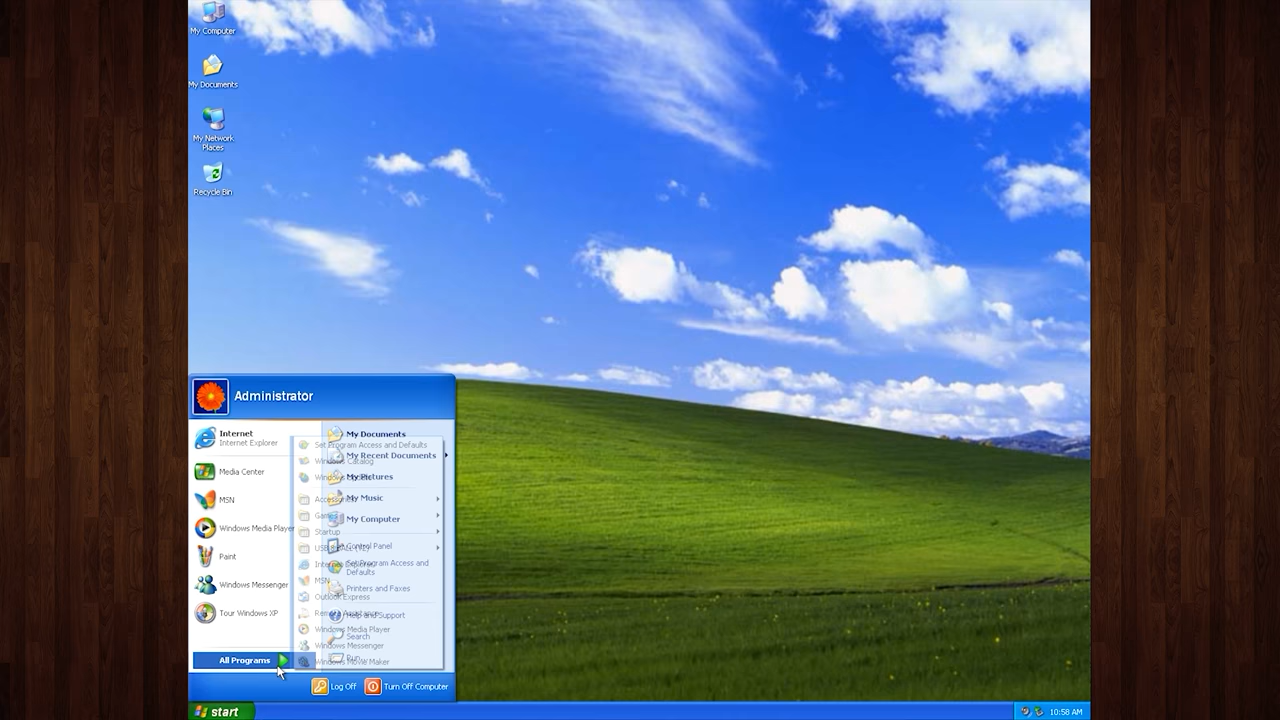 My Computer
My Documents
My Network
Places
Recycle Bin
Administrator
Internet
Internet Explorer
Media Center
MSN
Windows Media Player
Paint
Windows Messenger
Tour Windows XP
All Programs
My Documents
My Recent Documents
My Pictures
My Music
My Computer
Control Panel
Set Program Access and
Defaults
Printers and Faxes
Help and Support
Search
Run...
Set Program Access and Defaults
Windows Catalog
Windows
Accessories
Games
Startup
Internet Explorer
MSN
Outlook Express
Remote Assistance
Windows Media Player
Windows Messenger
Windows Movie Maker
Log Off
Turn Off Computer
start
10:58 AM